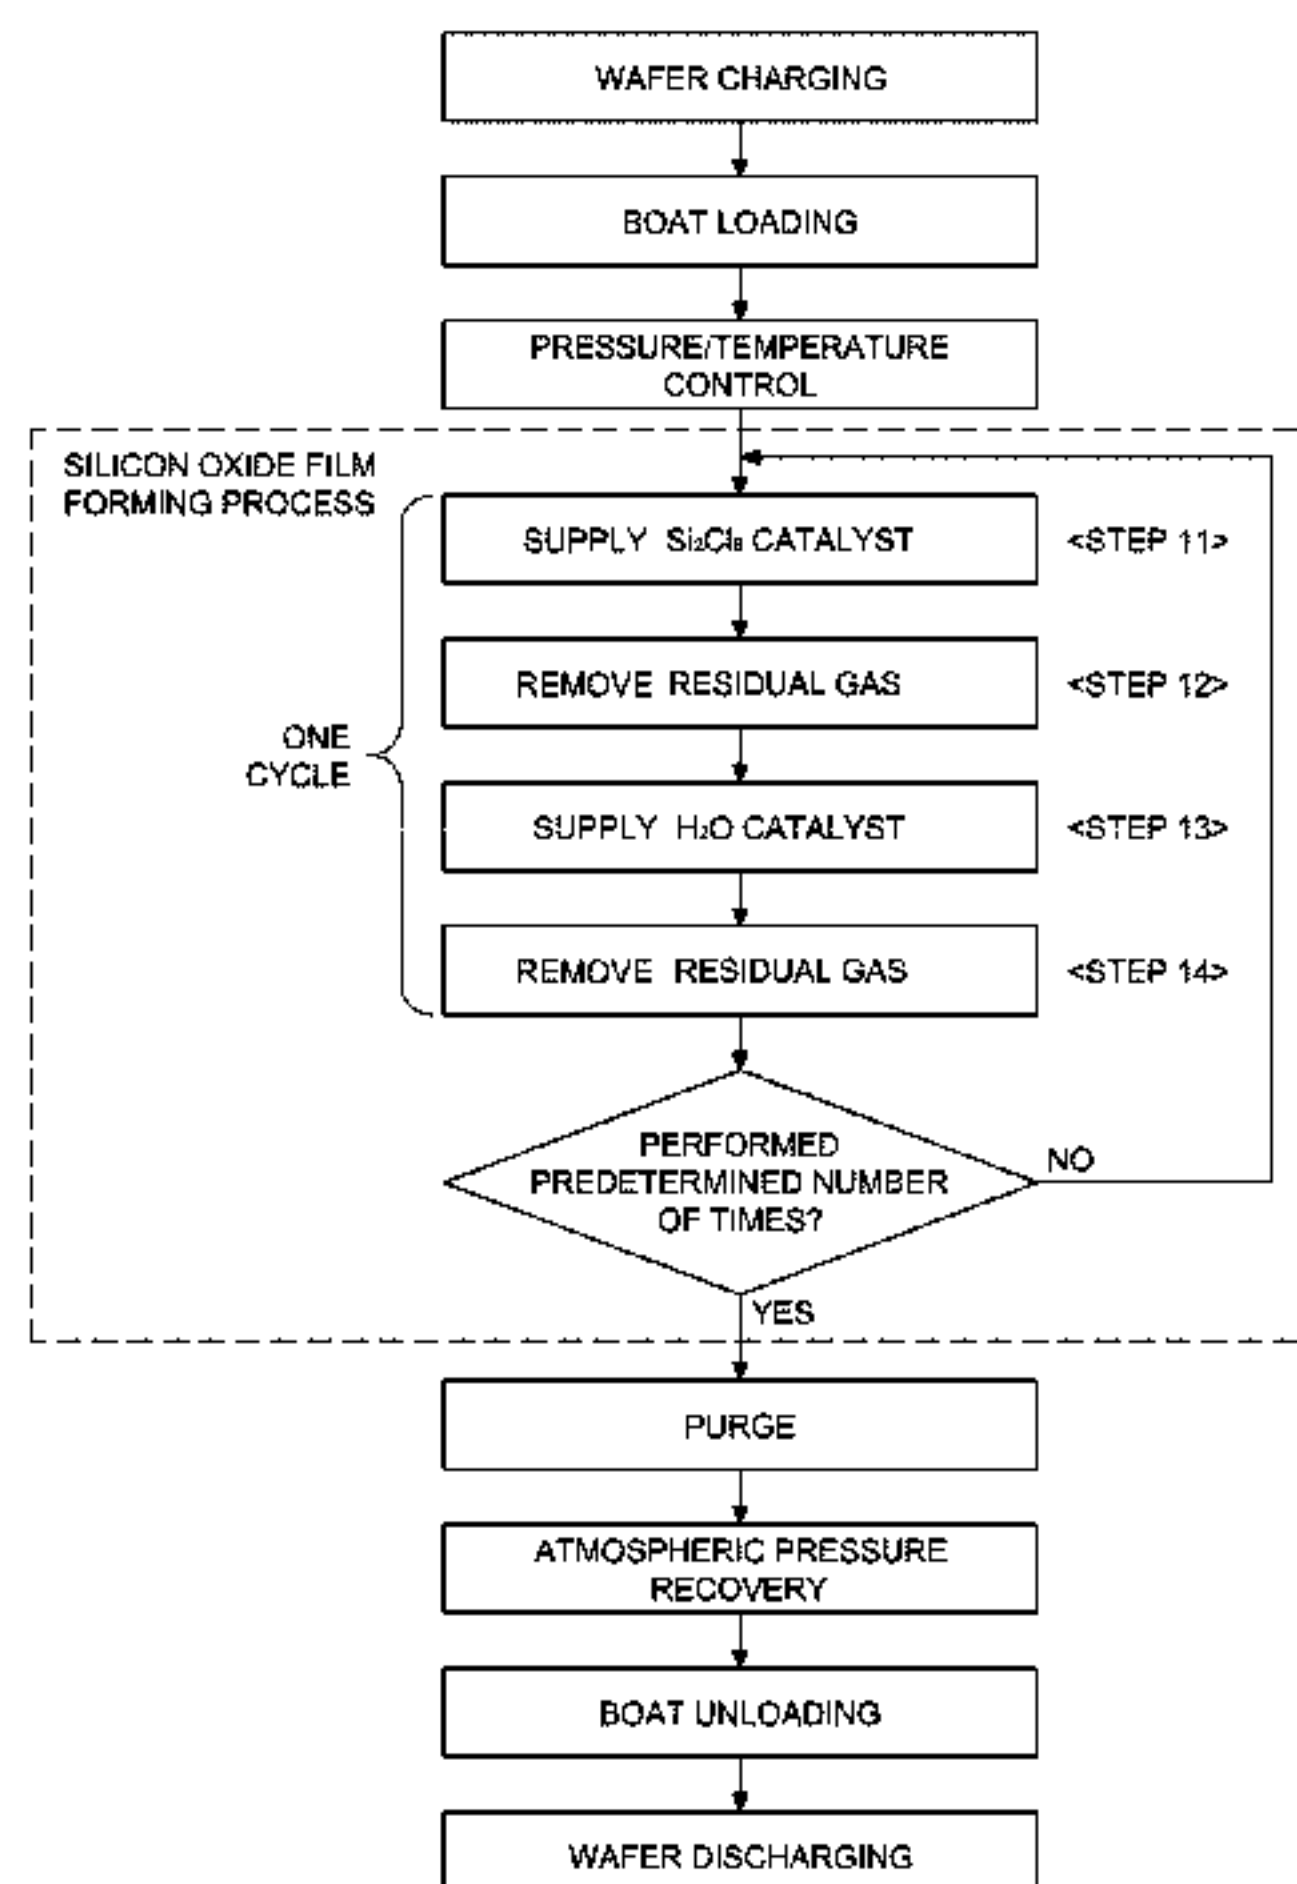 WAFER CHARGING
BOAT LOADING
PRESSURE/TEMPERATURE
CONTROL
SILICON OXIDE FILM
FORMING PROCESS
SUPPLY Si₂Cl₆ CATALYST
<STEP 11>
REMOVE RESIDUAL GAS
<STEP 12>
ONE
CYCLE
SUPPLY H₂O CATALYST
<STEP 13>
REMOVE RESIDUAL GAS
<STEP 14>
PERFORMED
PREDETERMINED NUMBER
OF TIMES?
NO
YES
PURGE
ATMOSPHERIC PRESSURE
RECOVERY
BOAT UNLOADING
WAFER DISCHARGING